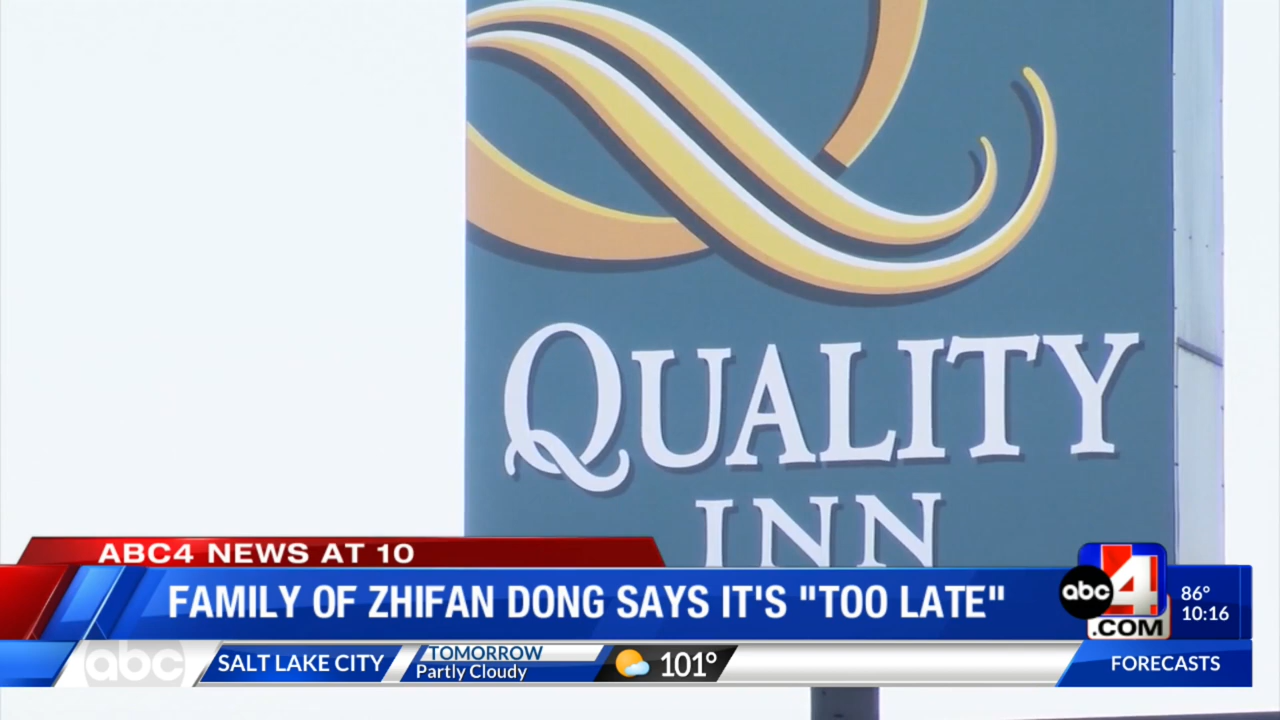 QUALITY
INN
ABC4 NEWS AT 10
FAMILY OF ZHIFAN DONG SAYS IT'S "TOO LATE"
abc 4
.COM
86°
10:16
abc
SALT LAKE CITY
TOMORROW
Partly Cloudy
101°
FORECASTS